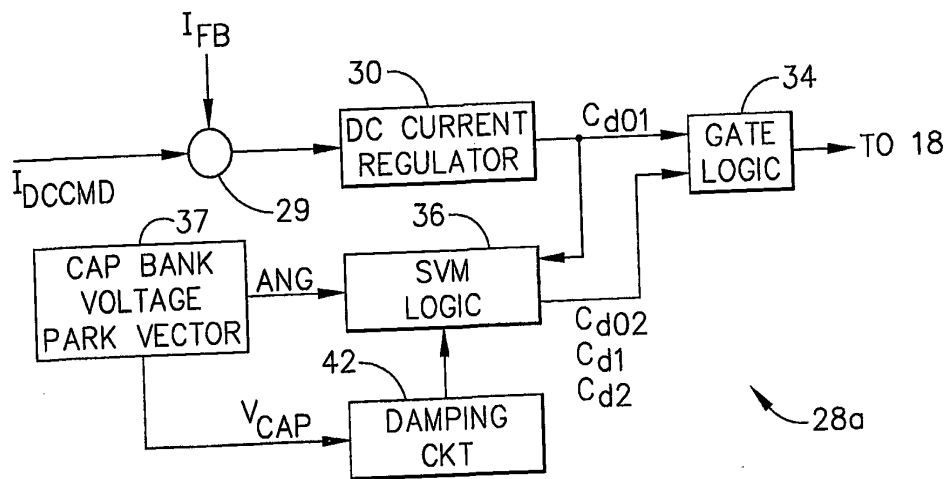 I_FB
30
34
DC CURRENT
REGULATOR
C_d01
GATE
LOGIC
TO 18
I_DCCMD
29
37
36
CAP BANK
VOLTAGE
PARK VECTOR
ANG
SVM
LOGIC
C_d02
C_d1
C_d2
42
V_CAP
DAMPING
CKT
28a